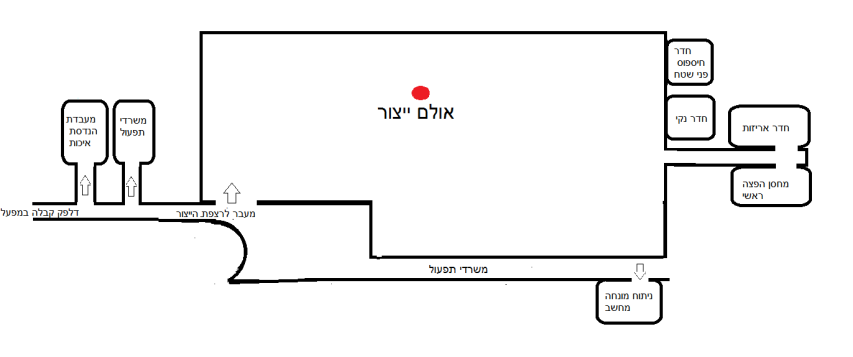 חדר
חיספוס
פני שטח
אולם ייצור
חדר נקי
חדר אריזות
מעבדת
הנדסת
איכות
משרדי
תפעול
מחסן הפצה
ראשי
דלפק קבלה במפעל
מעבר לרצפת הייצור
משרדי תפעול
ניתוח מונחה
מחשב